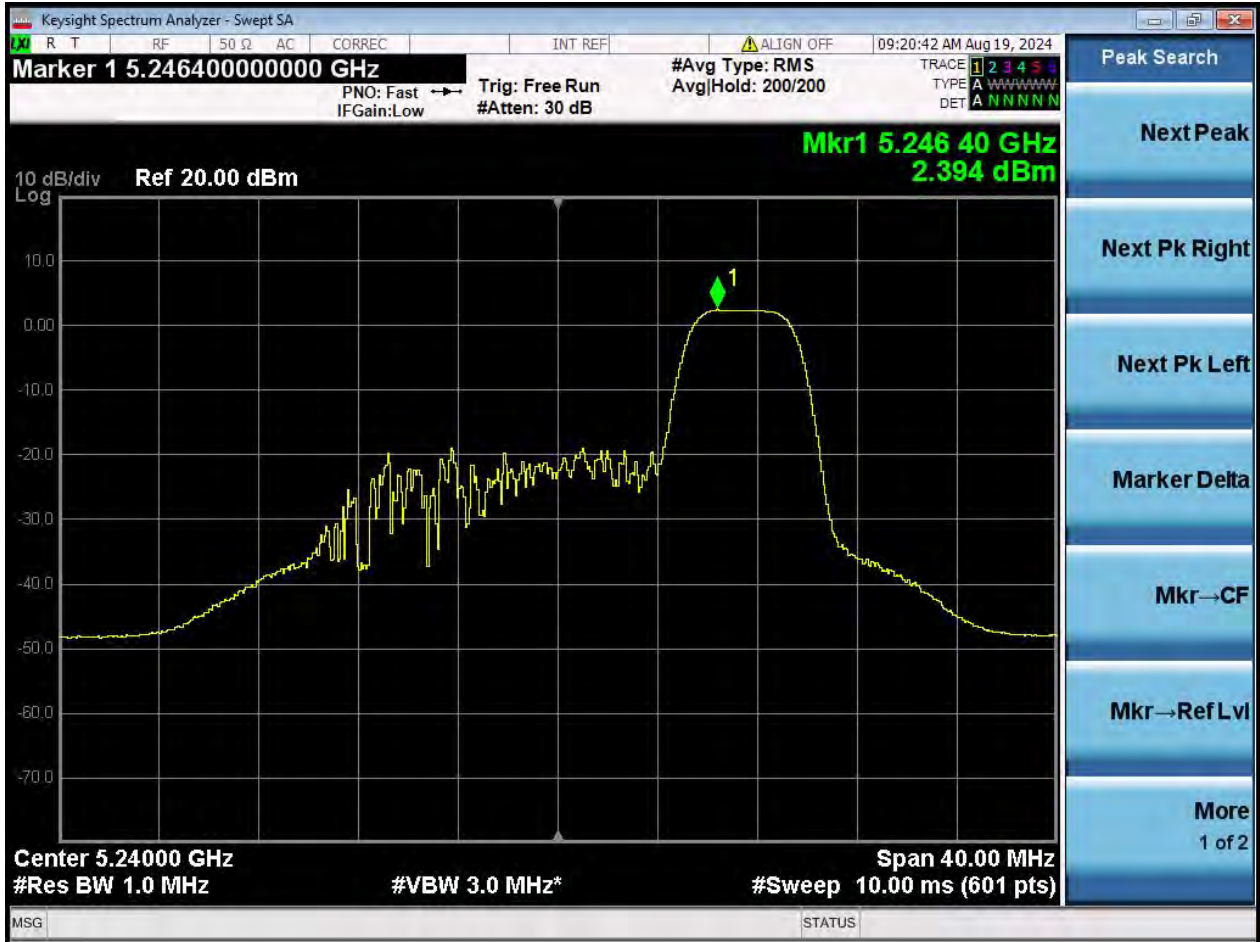 Keysight Spectrum Analyzer - Swept SA
LXI R T RF 50 Ω AC CORREC INT REF ALIGN OFF 09:20:42 AM Aug 19, 2024
Marker 1 5.246400000000 GHz
PNO: Fast
IFGain:Low
Trig: Free Run
#Atten: 30 dB
#Avg Type: RMS
Avg|Hold: 200/200
TRACE 1 2 3 4 5 6
TYPE A WWWWW
DET A N N N N N
Mkr1 5.246 40 GHz
2.394 dBm
10 dB/div Ref 20.00 dBm
Log
10.0
0.00
-10.0
-20.0
-30.0
-40.0
-50.0
-60.0
-70.0
1
Center 5.24000 GHz
#Res BW 1.0 MHz
#VBW 3.0 MHz*
Span 40.00 MHz
#Sweep 10.00 ms (601 pts)
MSG
STATUS
Peak Search
Next Peak
Next Pk Right
Next Pk Left
Marker Delta
Mkr→CF
Mkr→Ref Lvl
More
1 of 2